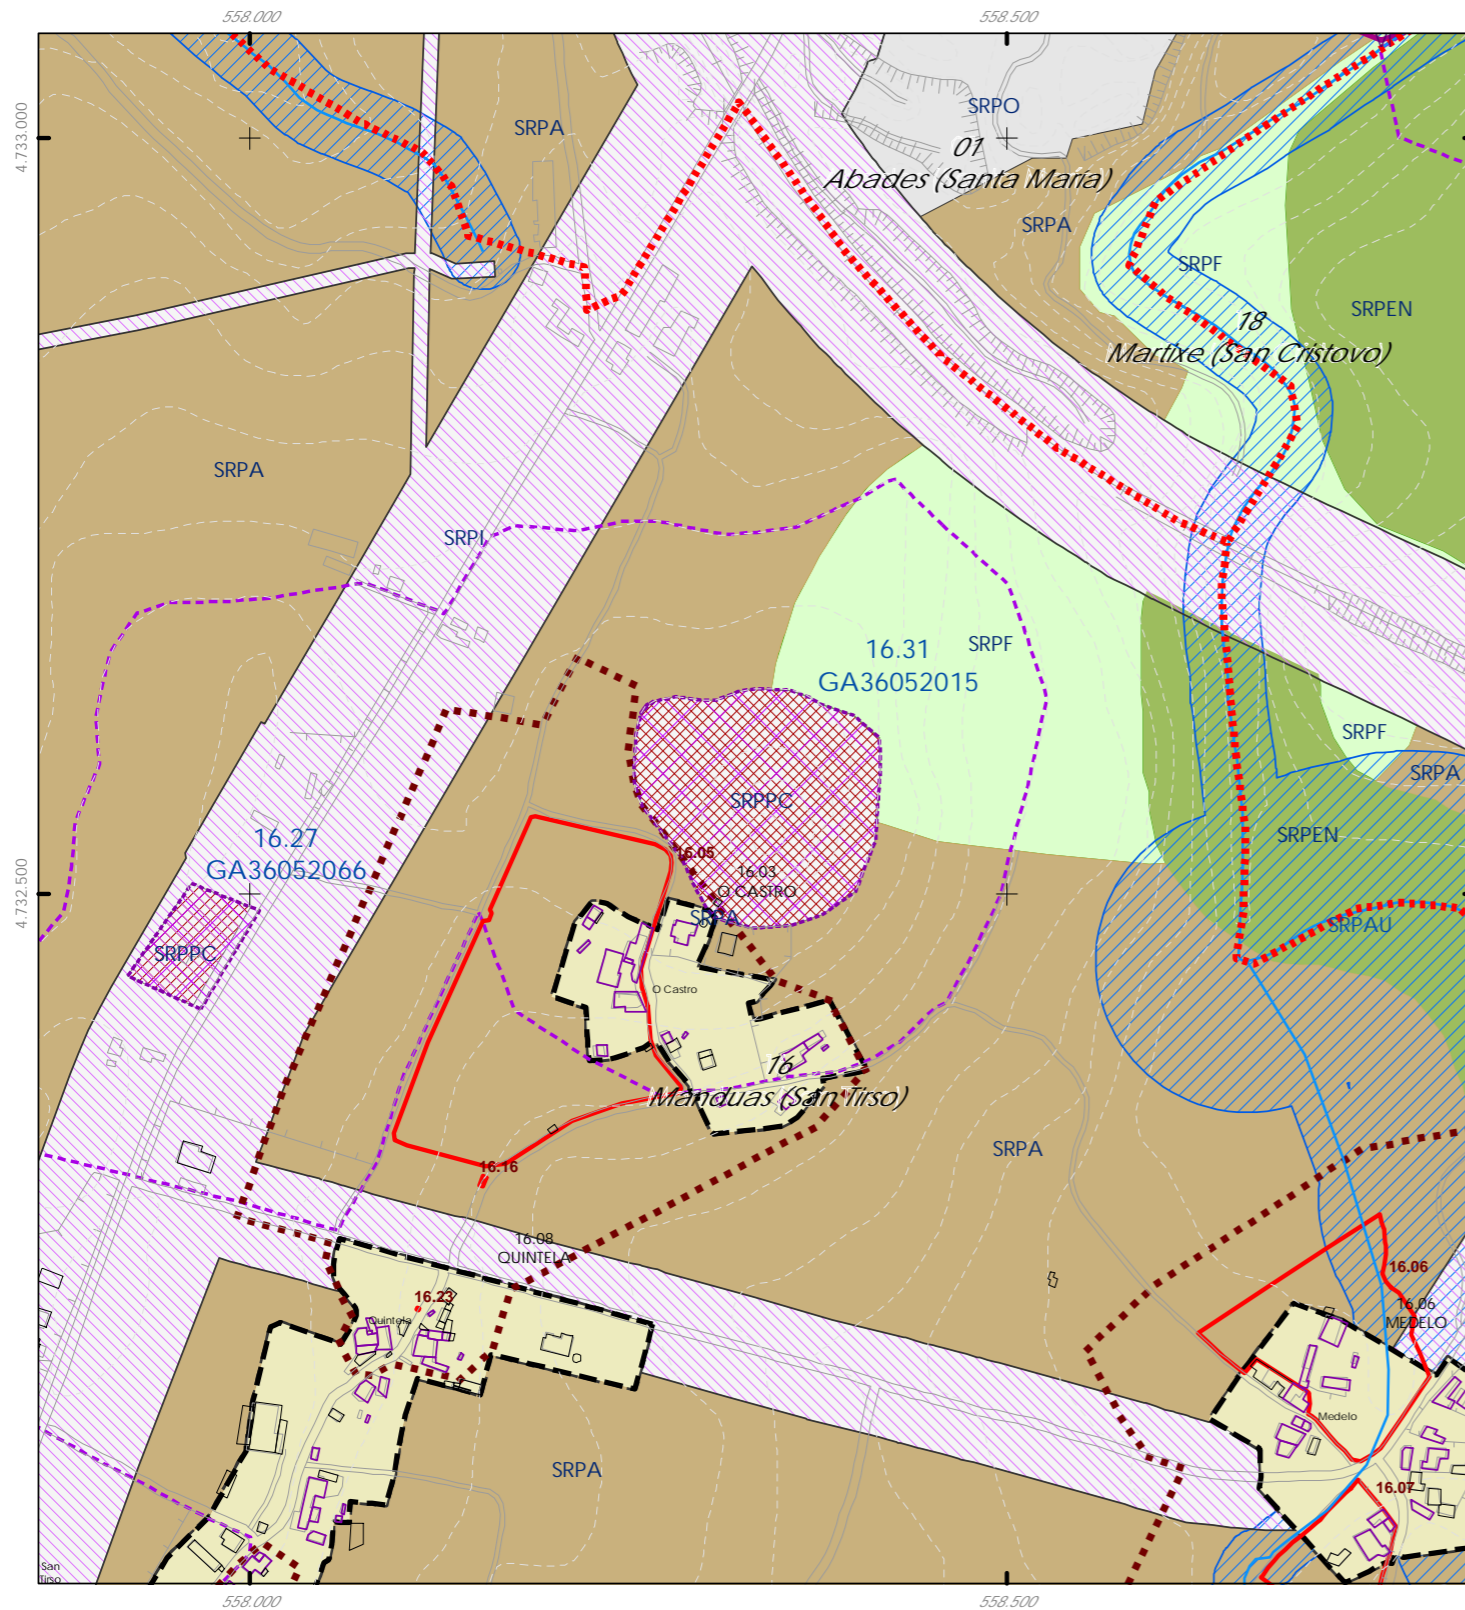 558.000
558.500
4.733.000
SRPO
SRPA
01
Abades (Santa María)
SRPA
SRPF
SRPEN
18
Martixe (San Cristovo)
SRPA
SRPI
16.31
GA36052015
SRPF
SRPF
SRPA
SRPPC
SRPEN
16.27
GA36052066
16.05
16.03
O CASTRO
4.732.500
SRPA
SRPAU
SRPPC
O Castro
16
Manduas (San Tirso)
SRPA
16.16
16.08
QUINTELA
16.06
16.23
16.06
MEDELO
Quintela
Medelo
SRPA
16.07
San
Tirso
558.000
558.500